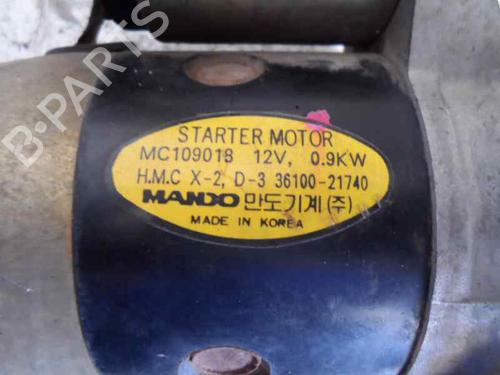 B-PARTS
STARTER MOTOR
MC109018 12V, 0.9KW
H.M.C X-2, D-3 36100-21740
MANDO 만도기계(주)
MADE IN KOREA